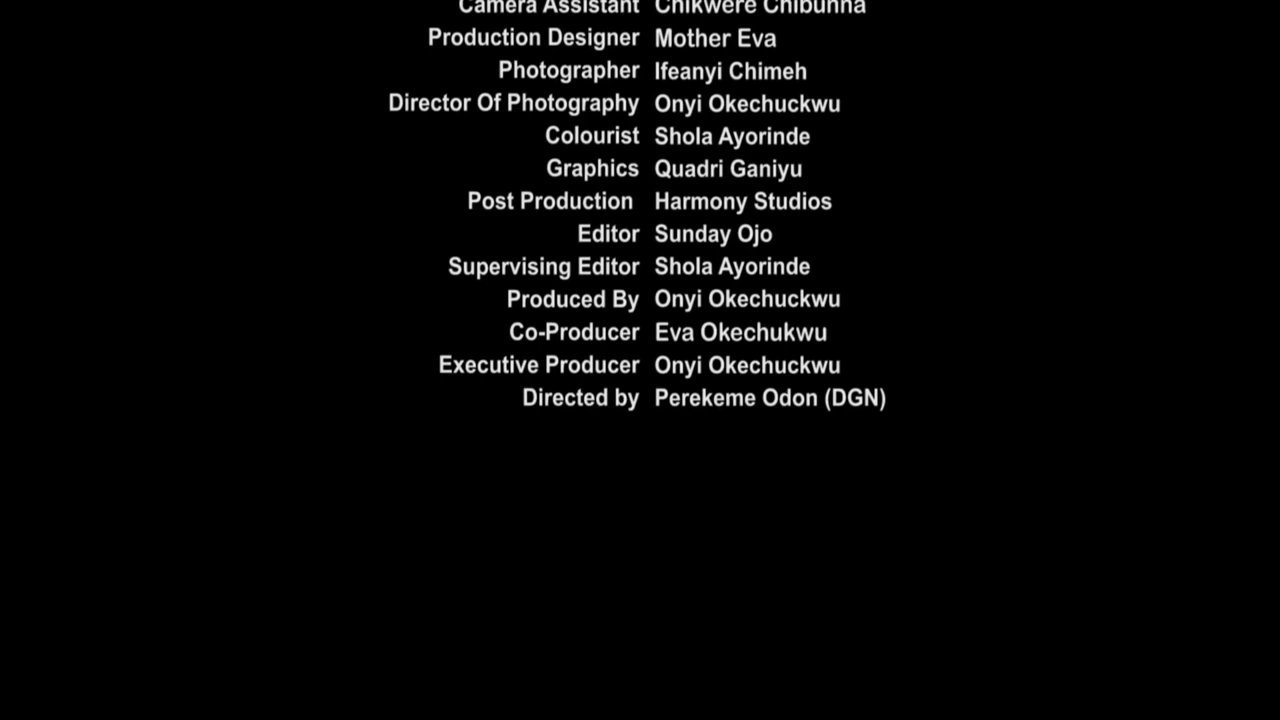 Camera Assistant Chikwere Chibunna
Production Designer Mother Eva
Photographer Ifeanyi Chimeh
Director Of Photography Onyi Okechuckwu
Colourist Shola Ayorinde
Graphics Quadri Ganiyu
Post Production Harmony Studios
Editor Sunday Ojo
Supervising Editor Shola Ayorinde
Produced By Onyi Okechuckwu
Co-Producer Eva Okechukwu
Executive Producer Onyi Okechuckwu
Directed by Perekeme Odon (DGN)